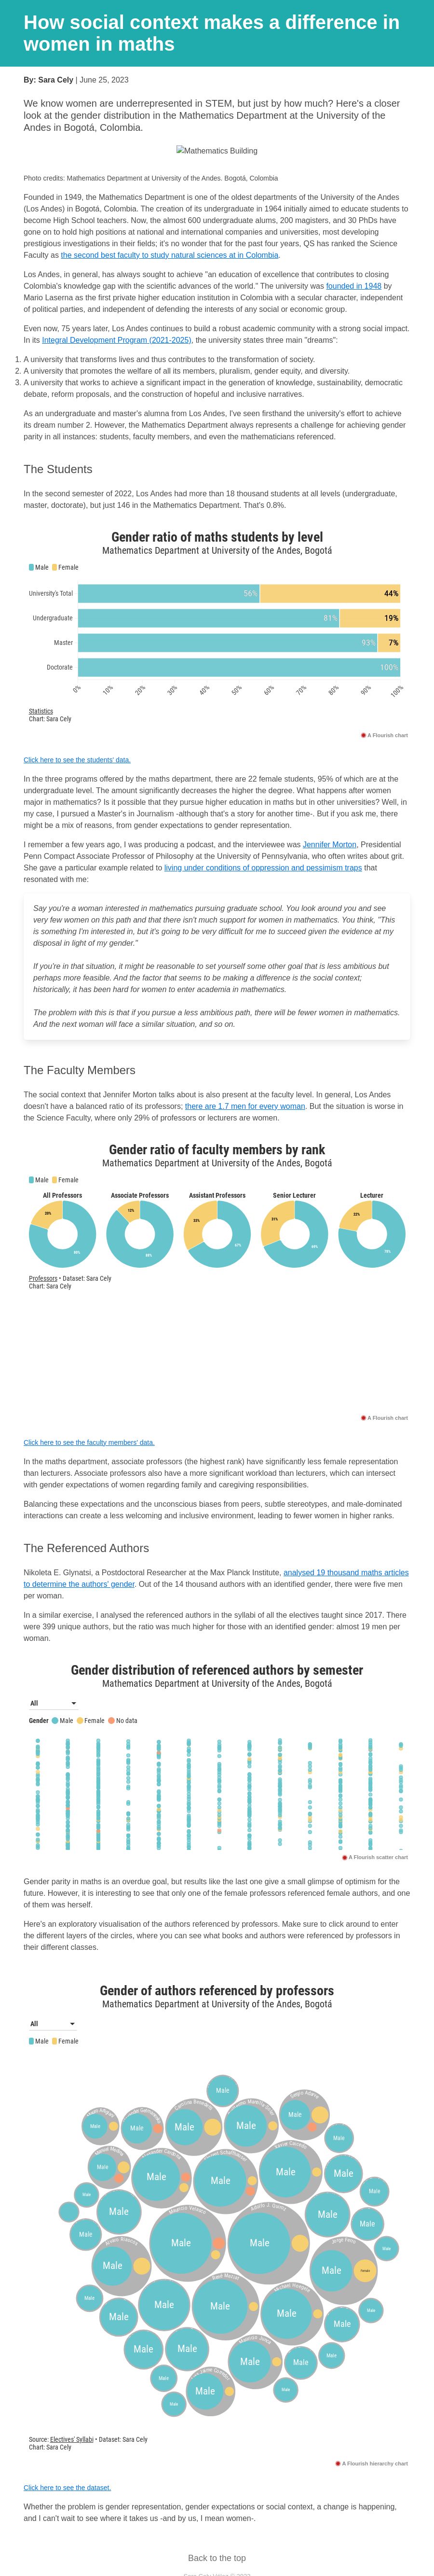 How social context makes a difference in
women in maths
By: Sara Cely | June 25, 2023
We know women are underrepresented in STEM, but just by how much? Here's a closer
look at the gender distribution in the Mathematics Department at the University of the
Andes in Bogotá, Colombia.
Mathematics Building
Photo credits: Mathematics Department at University of the Andes. Bogotá, Colombia
Founded in 1949, the Mathematics Department is one of the oldest departments of the University of the Andes
(Los Andes) in Bogotá, Colombia. The creation of its undergraduate in 1964 initially aimed to educate students to
become High School teachers. Now, the almost 600 undergraduate alums, 200 magisters, and 30 PhDs have
gone on to hold high positions at national and international companies and universities, most developing
prestigious investigations in their fields; it's no wonder that for the past four years, QS has ranked the Science
Faculty as the second best faculty to study natural sciences at in Colombia.
Los Andes, in general, has always sought to achieve "an education of excellence that contributes to closing
Colombia's knowledge gap with the scientific advances of the world." The university was founded in 1948 by
Mario Laserna as the first private higher education institution in Colombia with a secular character, independent
of political parties, and independent of defending the interests of any social or economic group.
Even now, 75 years later, Los Andes continues to build a robust academic community with a strong social impact.
In its Integral Development Program (2021-2025), the university states three main "dreams":
1. A university that transforms lives and thus contributes to the transformation of society.
2. A university that promotes the welfare of all its members, pluralism, gender equity, and diversity.
3. A university that works to achieve a significant impact in the generation of knowledge, sustainability, democratic
debate, reform proposals, and the construction of hopeful and inclusive narratives.
As an undergraduate and master's alumna from Los Andes, I've seen firsthand the university's effort to achieve
its dream number 2. However, the Mathematics Department always represents a challenge for achieving gender
parity in all instances: students, faculty members, and even the mathematicians referenced.
The Students
In the second semester of 2022, Los Andes had more than 18 thousand students at all levels (undergraduate,
master, doctorate), but just 146 in the Mathematics Department. That's 0.8%.
Gender ratio of maths students by level
Mathematics Department at University of the Andes, Bogotá
Male Female
University's Total 56% 44%
Undergraduate 81% 19%
Master 93% 7%
Doctorate 100%
0% 10% 20% 30% 40% 50% 60% 70% 80% 90% 100%
Statistics
Chart: Sara Cely
A Flourish chart
Click here to see the students' data.
In the three programs offered by the maths department, there are 22 female students, 95% of which are at the
undergraduate level. The amount significantly decreases the higher the degree. What happens after women
major in mathematics? Is it possible that they pursue higher education in maths but in other universities? Well, in
my case, I pursued a Master's in Journalism -although that's a story for another time-. But if you ask me, there
might be a mix of reasons, from gender expectations to gender representation.
I remember a few years ago, I was producing a podcast, and the interviewee was Jennifer Morton, Presidential
Penn Compact Associate Professor of Philosophy at the University of Pennsylvania, who often writes about grit.
She gave a particular example related to living under conditions of oppression and pessimism traps that
resonated with me:
Say you're a woman interested in mathematics pursuing graduate school. You look around you and see
very few women on this path and that there isn't much support for women in mathematics. You think, "This
is something I'm interested in, but it's going to be very difficult for me to succeed given the evidence at my
disposal in light of my gender."
If you're in that situation, it might be reasonable to set yourself some other goal that is less ambitious but
perhaps more feasible. And the thing that seems to be making a difference is the social context;
historically, it has been hard for women to enter academia in mathematics.
The problem with this is that if you pursue a less ambitious path, there will be fewer women in mathematics.
And the next woman will face a similar situation, and so on.
The Faculty Members
The social context that Jennifer Morton talks about is also present at the faculty level. In general, Los Andes
doesn't have a balanced ratio of its professors; there are 1.7 men for every woman. But the situation is worse in
the Science Faculty, where only 29% of professors or lecturers are women.
Gender ratio of faculty members by rank
Mathematics Department at University of the Andes, Bogotá
Male Female
All Professors Associate Professors Assistant Professors Senior Lecturer Lecturer
Professors • Dataset: Sara Cely
Chart: Sara Cely
A Flourish chart
Click here to see the faculty members' data.
In the maths department, associate professors (the highest rank) have significantly less female representation
than lecturers. Associate professors also have a more significant workload than lecturers, which can intersect
with gender expectations of women regarding family and caregiving responsibilities.
Balancing these expectations and the unconscious biases from peers, subtle stereotypes, and male-dominated
interactions can create a less welcoming and inclusive environment, leading to fewer women in higher ranks.
The Referenced Authors
Nikoleta E. Glynatsi, a Postdoctoral Researcher at the Max Planck Institute, analysed 19 thousand maths articles
to determine the authors' gender. Out of the 14 thousand authors with an identified gender, there were five men
per woman.
In a similar exercise, I analysed the referenced authors in the syllabi of all the electives taught since 2017. There
were 399 unique authors, but the ratio was much higher for those with an identified gender: almost 19 men per
woman.
Gender distribution of referenced authors by semester
Mathematics Department at University of the Andes, Bogotá
All
Gender Male Female No data
A Flourish scatter chart
Gender parity in maths is an overdue goal, but results like the last one give a small glimpse of optimism for the
future. However, it is interesting to see that only one of the female professors referenced female authors, and one
of them was herself.
Here's an exploratory visualisation of the authors referenced by professors. Make sure to click around to enter
the different layers of the circles, where you can see what books and authors were referenced by professors in
their different classes.
Gender of authors referenced by professors
Mathematics Department at University of the Andes, Bogotá
All
Male Female
Source: Electives' Syllabi • Dataset: Sara Cely
Chart: Sara Cely
A Flourish hierarchy chart
Click here to see the dataset.
Whether the problem is gender representation, gender expectations or social context, a change is happening,
and I can't wait to see where it takes us -and by us, I mean women-.
Back to the top